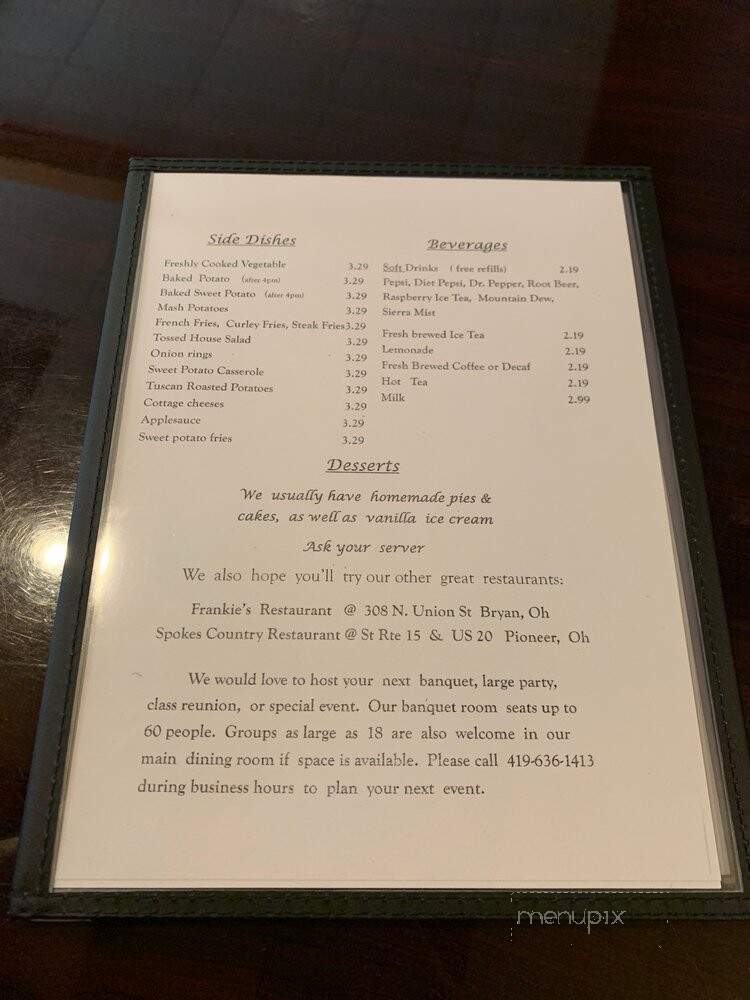 Side Dishes
Freshly Cooked Vegetable 3.29
Baked Potato (after 4pm) 3.29
Baked Sweet Potato (after 4pm) 3.29
Mash Potatoes 3.29
French Fries, Curley Fries, Steak Fries 3.29
Tossed House Salad 3.29
Onion rings 3.29
Sweet Potato Casserole 3.29
Tuscan Roasted Potatoes 3.29
Cottage cheeses 3.29
Applesauce 3.29
Sweet potato fries 3.29
Beverages
Soft Drinks ( free refills) 2.19
Pepsi, Diet Pepsi, Dr. Pepper, Root Beer,
Raspberry Ice Tea, Mountain Dew,
Sierra Mist
Fresh brewed Ice Tea 2.19
Lemonade 2.19
Fresh Brewed Coffee or Decaf 2.19
Hot Tea 2.19
Milk 2.99
Desserts
We usually have homemade pies &
cakes, as well as vanilla ice cream
Ask your server
We also hope you'll try our other great restaurants:
Frankie's Restaurant @ 308 N. Union St Bryan, Oh
Spokes Country Restaurant @ St Rte 15 & US 20 Pioneer, Oh
We would love to host your next banquet, large party,
class reunion, or special event. Our banquet room seats up to
60 people. Groups as large as 18 are also welcome in our
main dining room if space is available. Please call 419-636-1413
during business hours to plan your next event.
menupix